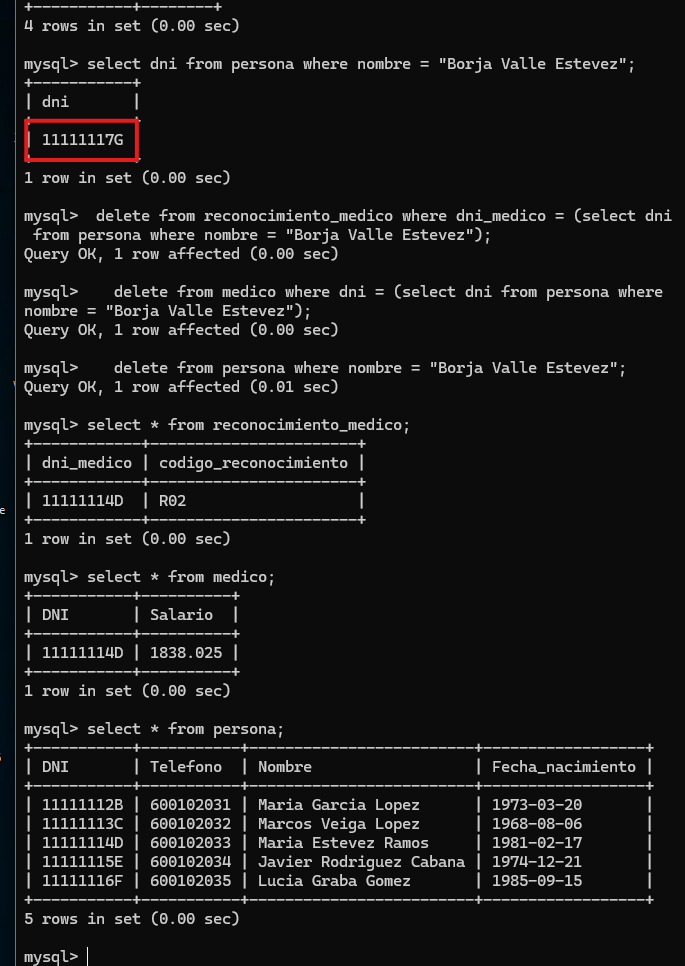 +-----------+--------+
4 rows in set (0.00 sec)
mysql> select dni from persona where nombre = "Borja Valle Estevez";
+-----------+
| dni       |
+-----------+
| 11111117G |
+-----------+
1 row in set (0.00 sec)
mysql>  delete from reconocimiento_medico where dni_medico = (select dni
 from persona where nombre = "Borja Valle Estevez");
Query OK, 1 row affected (0.00 sec)
mysql>    delete from medico where dni = (select dni from persona where
nombre = "Borja Valle Estevez");
Query OK, 1 row affected (0.00 sec)
mysql>    delete from persona where nombre = "Borja Valle Estevez";
Query OK, 1 row affected (0.01 sec)
mysql> select * from reconocimiento_medico;
+------------+-----------------------+
| dni_medico | codigo_reconocimiento |
+------------+-----------------------+
| 11111114D  | R02                   |
+------------+-----------------------+
1 row in set (0.00 sec)
mysql> select * from medico;
+-----------+----------+
| DNI       | Salario  |
+-----------+----------+
| 11111114D | 1838.025 |
+-----------+----------+
1 row in set (0.00 sec)
mysql> select * from persona;
+-----------+-----------+-------------------------+------------------+
| DNI       | Telefono  | Nombre                  | Fecha_nacimiento |
+-----------+-----------+-------------------------+------------------+
| 11111112B | 600102031 | Maria Garcia Lopez      | 1973-03-20       |
| 11111113C | 600102032 | Marcos Veiga Lopez      | 1968-08-06       |
| 11111114D | 600102033 | Maria Estevez Ramos     | 1981-02-17       |
| 11111115E | 600102034 | Javier Rodriguez Cabana | 1974-12-21       |
| 11111116F | 600102035 | Lucia Graba Gomez       | 1985-09-15       |
+-----------+-----------+-------------------------+------------------+
5 rows in set (0.00 sec)
mysql>